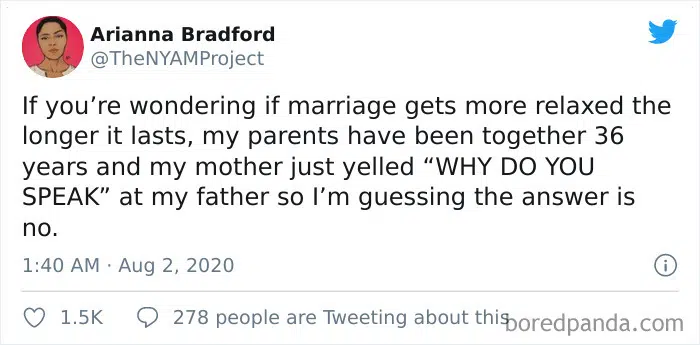 Arianna Bradford
@TheNYAMProject
If you’re wondering if marriage gets more relaxed the
longer it lasts, my parents have been together 36
years and my mother just yelled “WHY DO YOU
SPEAK” at my father so I’m guessing the answer is
no.
1:40 AM · Aug 2, 2020
1.5K 278 people are Tweeting about this
boredpanda.com